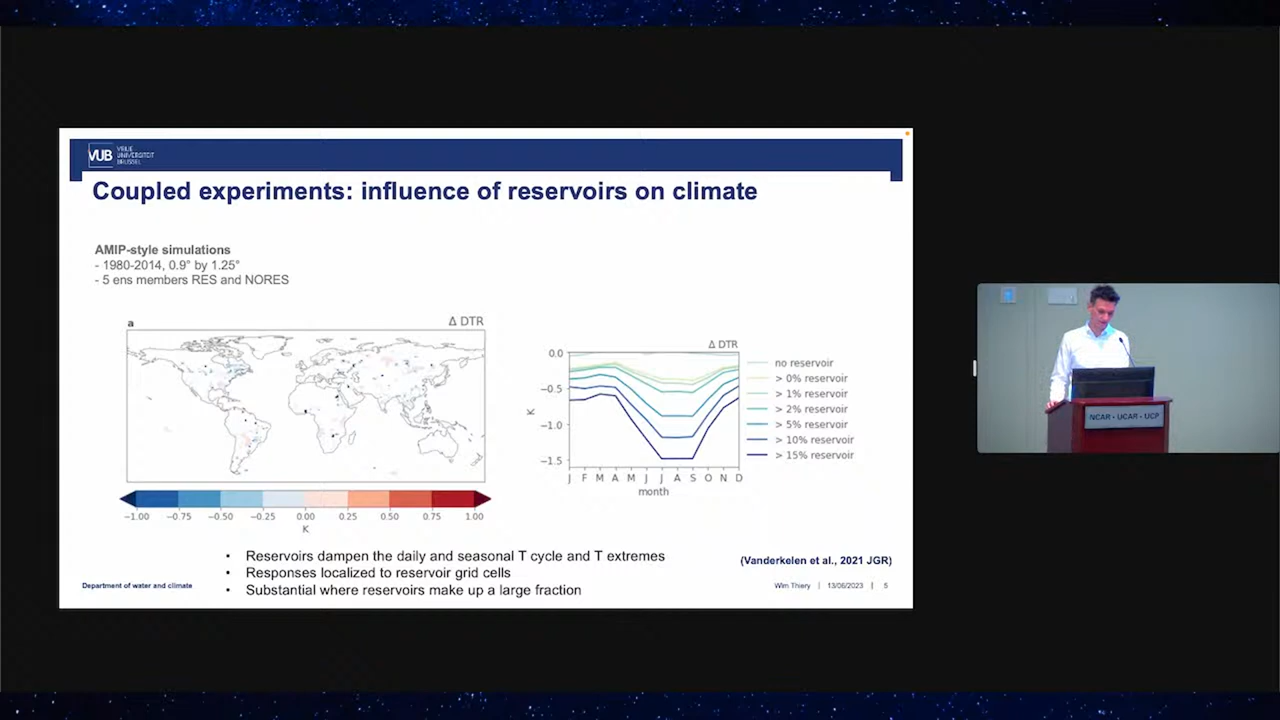 VUB VRIJE
UNIVERSITEIT
BRUSSEL
Coupled experiments: influence of reservoirs on climate
AMIP-style simulations
- 1980-2014, 0.9° by 1.25°
- 5 ens members RES and NORES
a
Δ DTR
−1.00 −0.75 −0.50 −0.25 0.00 0.25 0.50 0.75 1.00
K
Δ DTR
0.0
−0.5
−1.0
−1.5
K
J F M A M J J A S O N D
month
no reservoir
> 0% reservoir
> 1% reservoir
> 2% reservoir
> 5% reservoir
> 10% reservoir
> 15% reservoir
• Reservoirs dampen the daily and seasonal T cycle and T extremes
• Responses localized to reservoir grid cells
• Substantial where reservoirs make up a large fraction
(Vanderkelen et al., 2021 JGR)
Department of water and climate
Wim Thiery | 13/06/2023 | 5
NCAR • UCAR • UCP